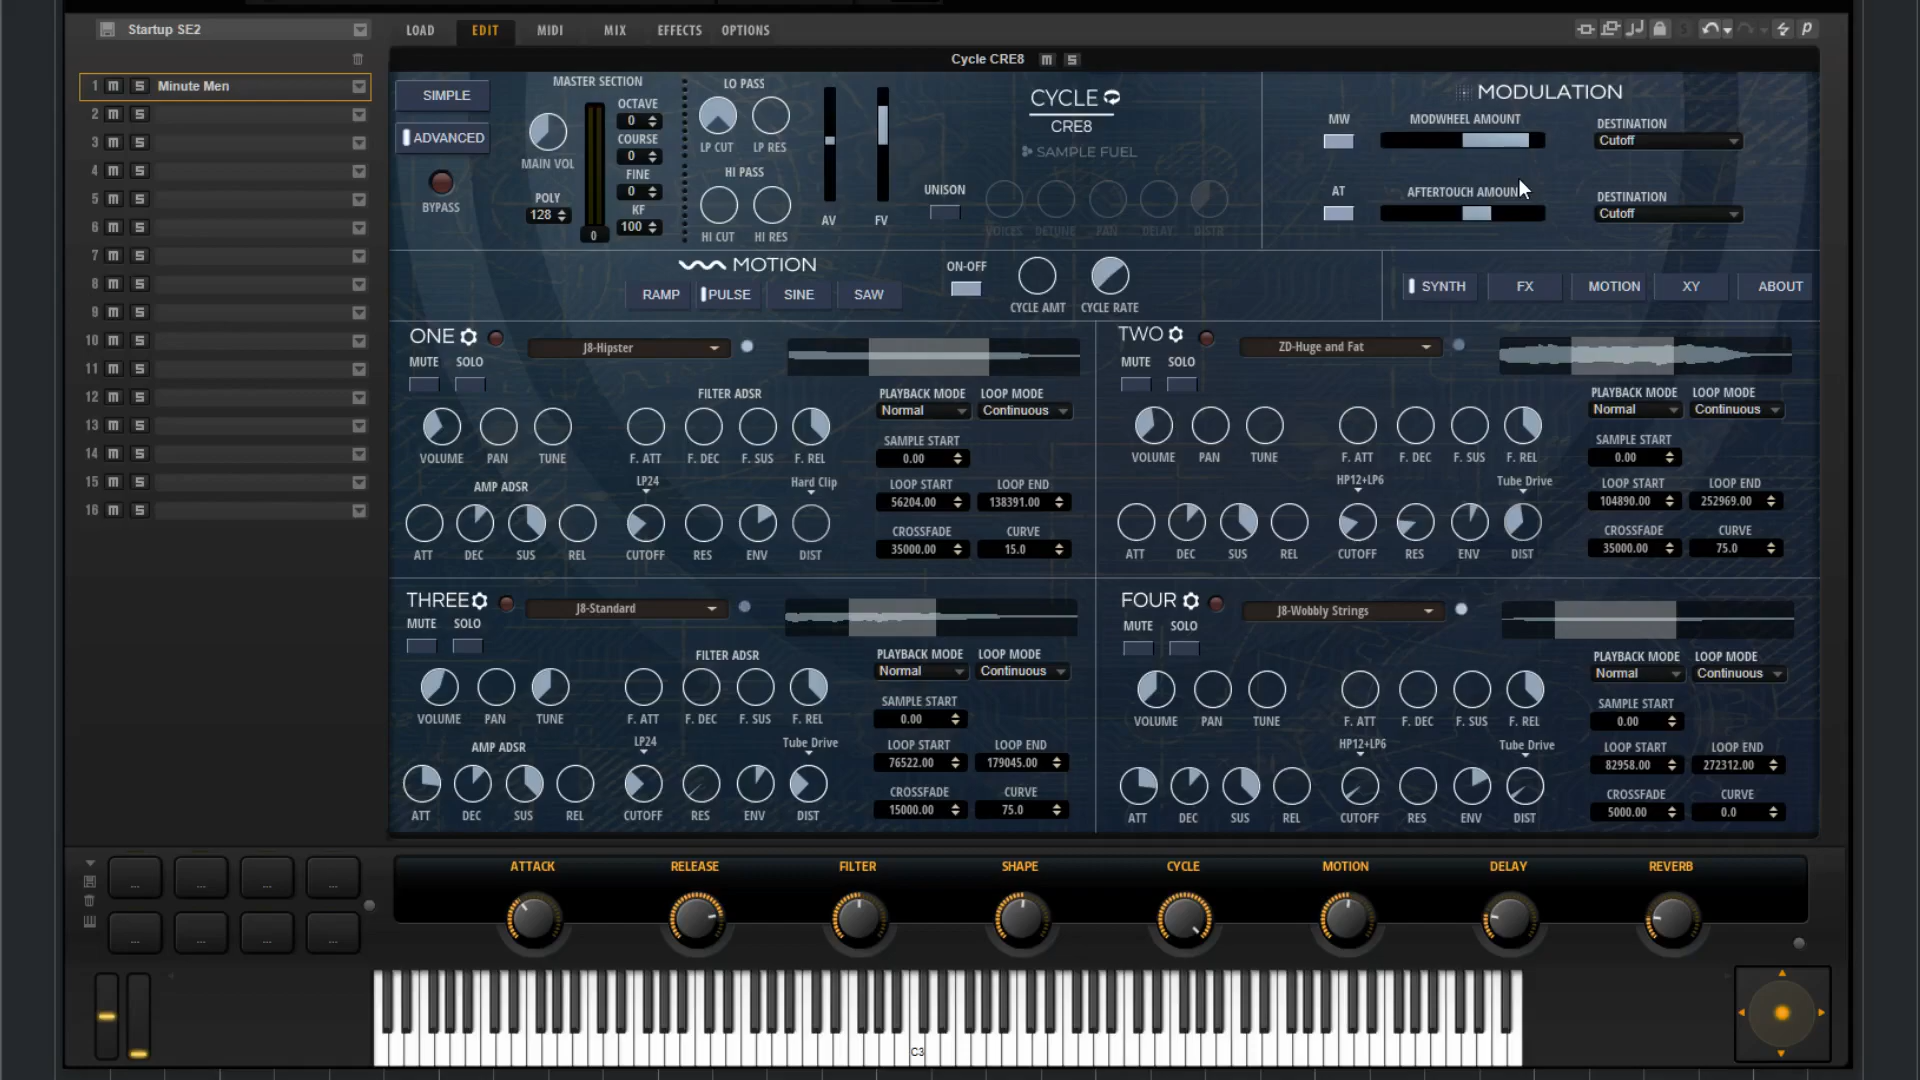 Startup SE2
LOAD EDIT MIDI MIX EFFECTS OPTIONS
Cycle CRE8 M S
1 M S Minute Men
2 M S
3 M S
4 M S
5 M S
6 M S
7 M S
8 M S
9 M S
10 M S
11 M S
12 M S
13 M S
14 M S
15 M S
16 M S
SIMPLE
ADVANCED
BYPASS
MASTER SECTION
MAIN VOL
POLY
128
0
OCTAVE
0
COURSE
0
FINE
0
KF
100
LO PASS
LP CUT LP RES
HI PASS
HI CUT HI RES
AV FV
CYCLE
CRE8
SAMPLE FUEL
UNISON
VOICES DETUNE PAN DELAY DISTR
MODULATION
MW MODWHEEL AMOUNT DESTINATION
Cutoff
AT AFTERTOUCH AMOUNT DESTINATION
Cutoff
MOTION
RAMP PULSE SINE SAW
ON-OFF
CYCLE AMT CYCLE RATE
SYNTH FX MOTION XY ABOUT
ONE J8-Hipster
MUTE SOLO
FILTER ADSR
VOLUME PAN TUNE F. ATT F. DEC F. SUS F. REL
AMP ADSR LP24 Hard Clip
ATT DEC SUS REL CUTOFF RES ENV DIST
PLAYBACK MODE LOOP MODE
Normal Continuous
SAMPLE START
0.00
LOOP START LOOP END
56204.00 138391.00
CROSSFADE CURVE
35000.00 15.0
TWO ZD-Huge and Fat
MUTE SOLO
VOLUME PAN TUNE F. ATT F. DEC F. SUS F. REL
HP12+LP6 Tube Drive
ATT DEC SUS REL CUTOFF RES ENV DIST
PLAYBACK MODE LOOP MODE
Normal Continuous
SAMPLE START
0.00
LOOP START LOOP END
104890.00 252969.00
CROSSFADE CURVE
35000.00 75.0
THREE J8-Standard
MUTE SOLO
FILTER ADSR
VOLUME PAN TUNE F. ATT F. DEC F. SUS F. REL
AMP ADSR LP24 Tube Drive
ATT DEC SUS REL CUTOFF RES ENV DIST
PLAYBACK MODE LOOP MODE
Normal Continuous
SAMPLE START
0.00
LOOP START LOOP END
76522.00 179045.00
CROSSFADE CURVE
15000.00 75.0
FOUR J8-Wobbly Strings
MUTE SOLO
VOLUME PAN TUNE F. ATT F. DEC F. SUS F. REL
HP12+LP6 Tube Drive
ATT DEC SUS REL CUTOFF RES ENV DIST
PLAYBACK MODE LOOP MODE
Normal Continuous
SAMPLE START
0.00
LOOP START LOOP END
82958.00 272312.00
CROSSFADE CURVE
5000.00 0.0
... ... ... ...
... ... ... ...
ATTACK RELEASE FILTER SHAPE CYCLE MOTION DELAY REVERB
C3